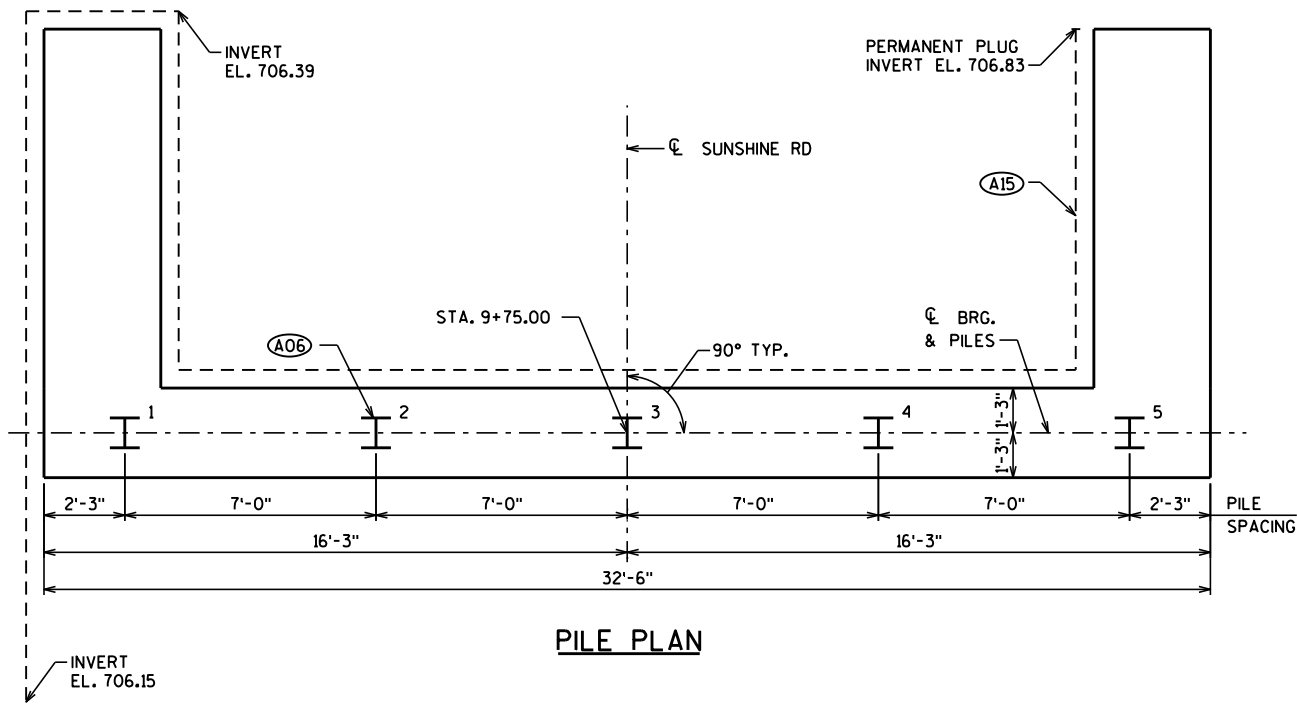 INVERT
EL. 706.39
PERMANENT PLUG
INVERT EL. 706.83
℄ SUNSHINE RD
A15
STA. 9+75.00
℄ BRG.
& PILES
A06
90° TYP.
1 2 3 4 5
1'-3"
1'-3"
2'-3" 7'-0" 7'-0" 7'-0" 7'-0" 2'-3" PILE
SPACING
16'-3" 16'-3"
32'-6"
PILE PLAN
INVERT
EL. 706.15